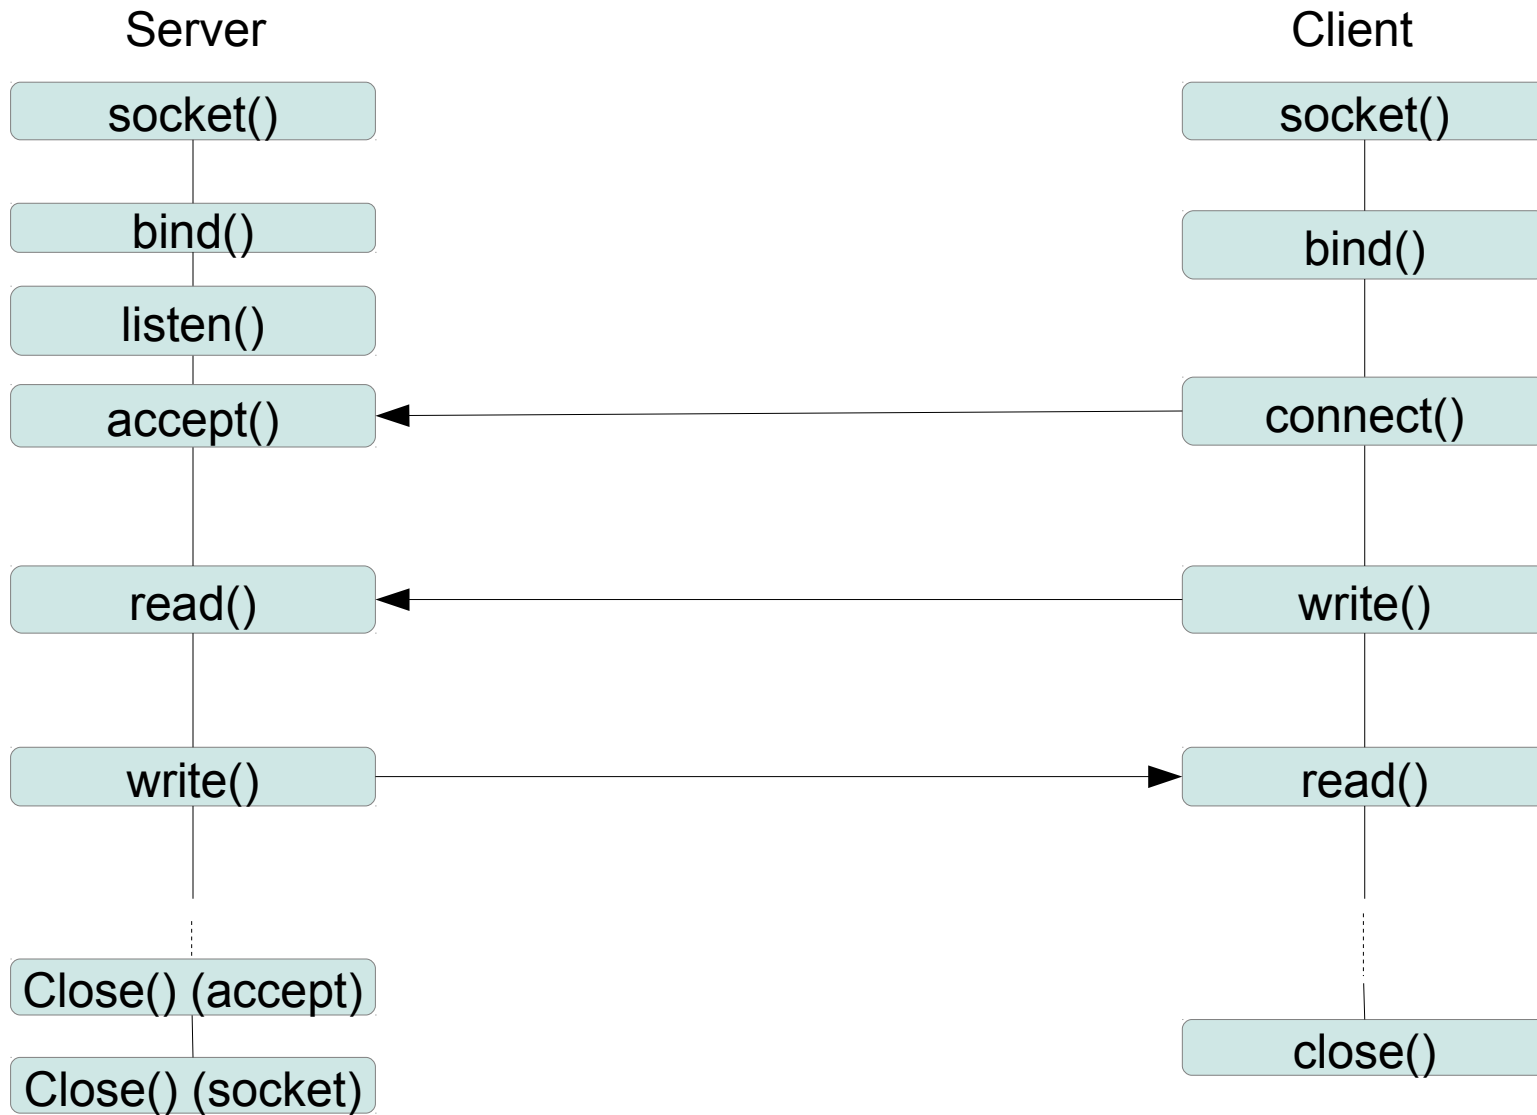 Server
Client
socket()
socket()
bind()
bind()
listen()
accept()
connect()
read()
write()
write()
read()
Close() (accept)
close()
Close() (socket)